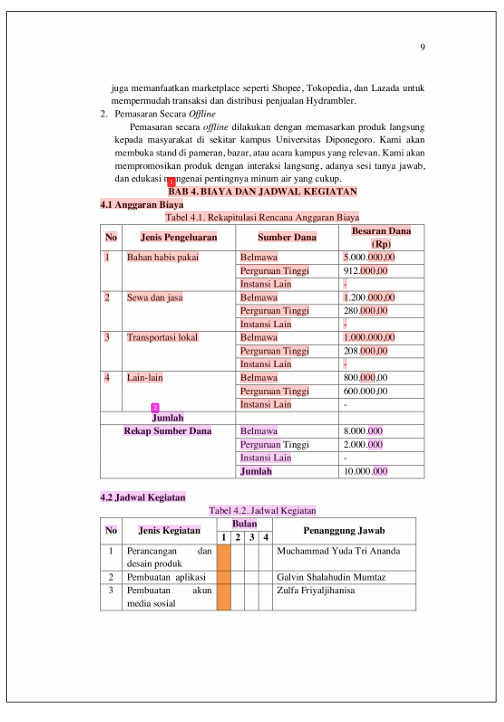 9
juga memanfaatkan marketplace seperti Shopee, Tokopedia, dan Lazada untuk
mempermudah transaksi dan distribusi penjualan Hydrambler.
2. Pemasaran Secara Offline
Pemasaran secara offline dilakukan dengan memasarkan produk langsung
kepada masyarakat di sekitar kampus Universitas Diponegoro. Kami akan
membuka stand di pameran, bazar, atau acara kampus yang relevan. Kami akan
mempromosikan produk dengan interaksi langsung, adanya sesi tanya jawab,
dan edukasi mengenai pentingnya minum air yang cukup.
1
BAB 4. BIAYA DAN JADWAL KEGIATAN
4.1 Anggaran Biaya
Tabel 4.1. Rekapitulasi Rencana Anggaran Biaya
No Jenis Pengeluaran Sumber Dana Besaran Dana
(Rp)
1 Bahan habis pakai Belmawa 5.000.000,00
Perguruan Tinggi 912.000,00
Instansi Lain -
2 Sewa dan jasa Belmawa 1.200.000,00
Perguruan Tinggi 280.000,00
Instansi Lain -
3 Transportasi lokal Belmawa 1.000.000,00
Perguruan Tinggi 208.000,00
Instansi Lain -
4 Lain-lain Belmawa 800.000,00
Perguruan Tinggi 600.000,00
Instansi Lain -
2
Jumlah
Rekap Sumber Dana Belmawa 8.000.000
Perguruan Tinggi 2.000.000
Instansi Lain -
Jumlah 10.000.000
4.2 Jadwal Kegiatan
Tabel 4.2. Jadwal Kegiatan
No Jenis Kegiatan Bulan Penanggung Jawab
1 2 3 4
1 Perancangan dan Muchammad Yuda Tri Ananda
desain produk
2 Pembuatan aplikasi Galvin Shalahudin Mumtaz
3 Pembuatan akun Zulfa Friyaljihanisa
media sosial